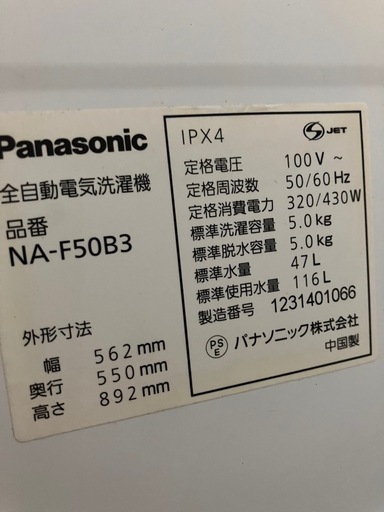 Panasonic
全自動電気洗濯機
品番
NA-F50B3
外形寸法
幅 562mm
奥行 550mm
高さ 892mm
IPX4
S JET
定格電圧 100V ~
定格周波数 50/60Hz
定格消費電力 320/430W
標準洗濯容量 5.0kg
標準脱水容量 5.0kg
標準水量 47L
標準使用水量 116L
製造番号 1231401066
PSE パナソニック株式会社
中国製